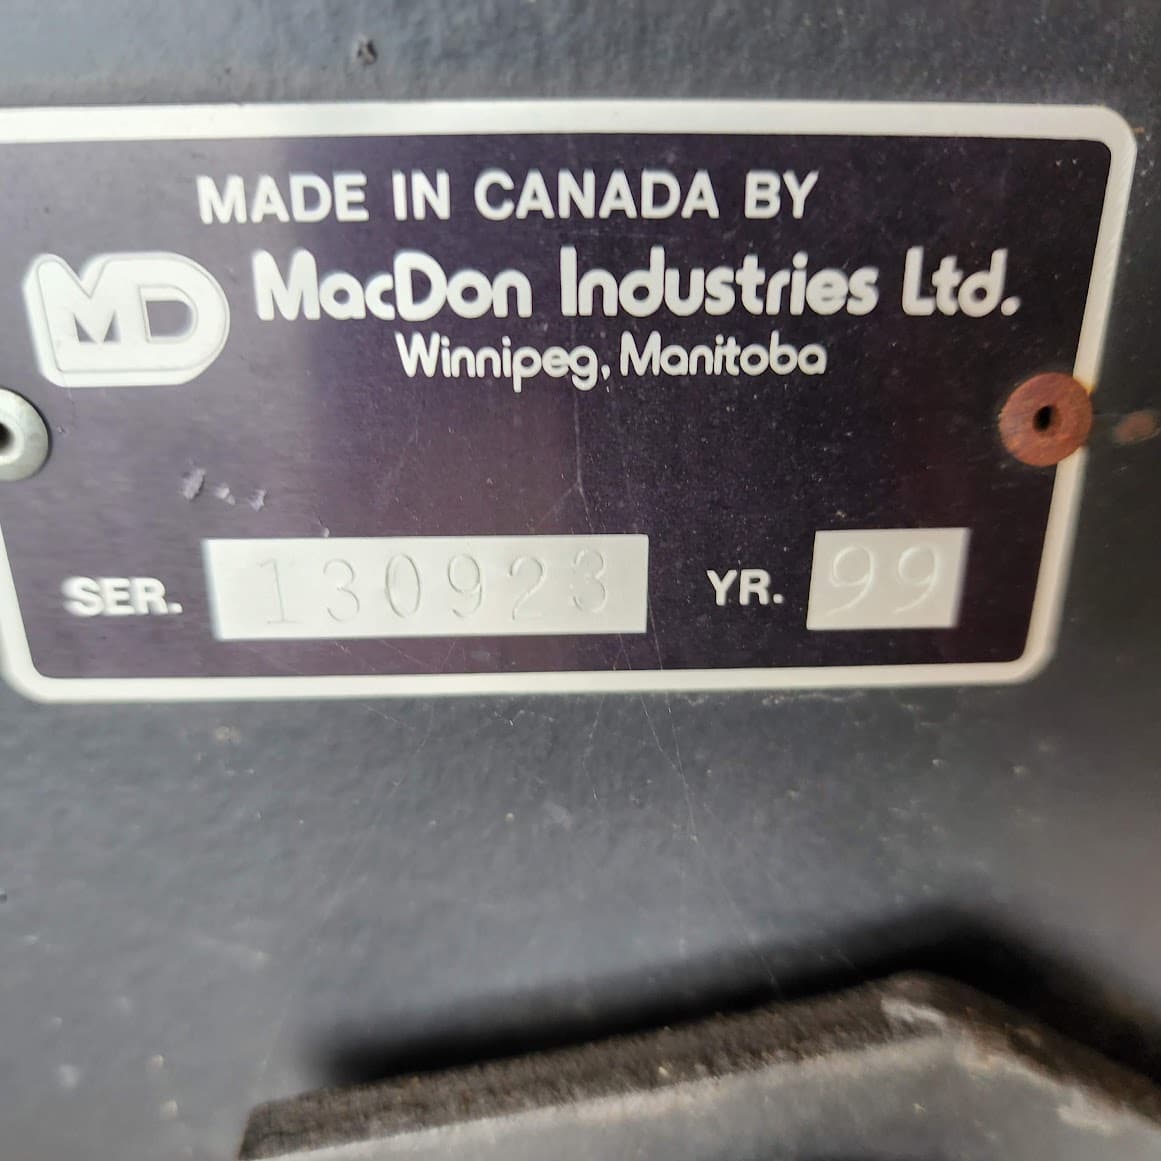 MADE IN CANADA BY
MD MacDon Industries Ltd.
Winnipeg, Manitoba
SER. 130923 YR. 99